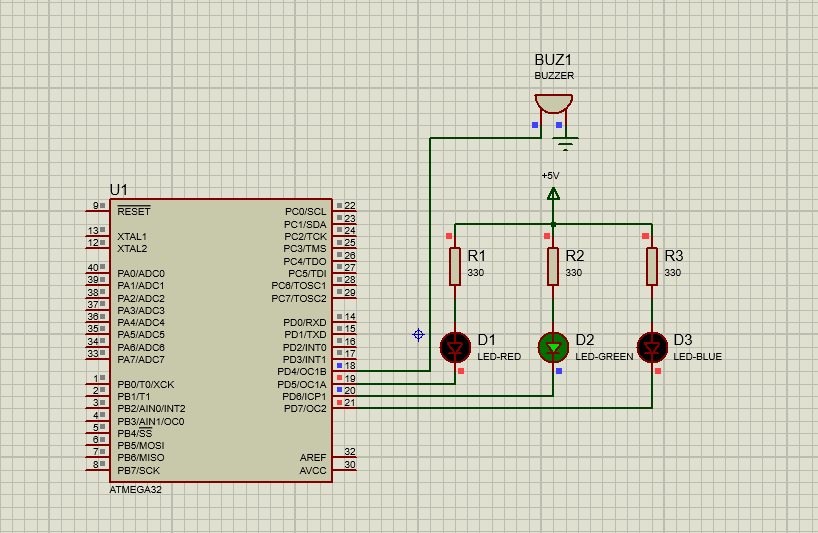 BUZ1
BUZZER
+5V
U1
9 RESET
13 XTAL1
12 XTAL2
40 PA0/ADC0
39 PA1/ADC1
38 PA2/ADC2
37 PA3/ADC3
36 PA4/ADC4
35 PA5/ADC5
34 PA6/ADC6
33 PA7/ADC7
1 PB0/T0/XCK
2 PB1/T1
3 PB2/AIN0/INT2
4 PB3/AIN1/OC0
5 PB4/SS
6 PB5/MOSI
7 PB6/MISO
8 PB7/SCK
PC0/SCL 22
PC1/SDA 23
PC2/TCK 24
PC3/TMS 25
PC4/TDO 26
PC5/TDI 27
PC6/TOSC1 28
PC7/TOSC2 29
PD0/RXD 14
PD1/TXD 15
PD2/INT0 16
PD3/INT1 17
PD4/OC1B 18
PD5/OC1A 19
PD6/ICP1 20
PD7/OC2 21
AREF 32
AVCC 30
ATMEGA32
R1
330
R2
330
R3
330
D1
LED-RED
D2
LED-GREEN
D3
LED-BLUE